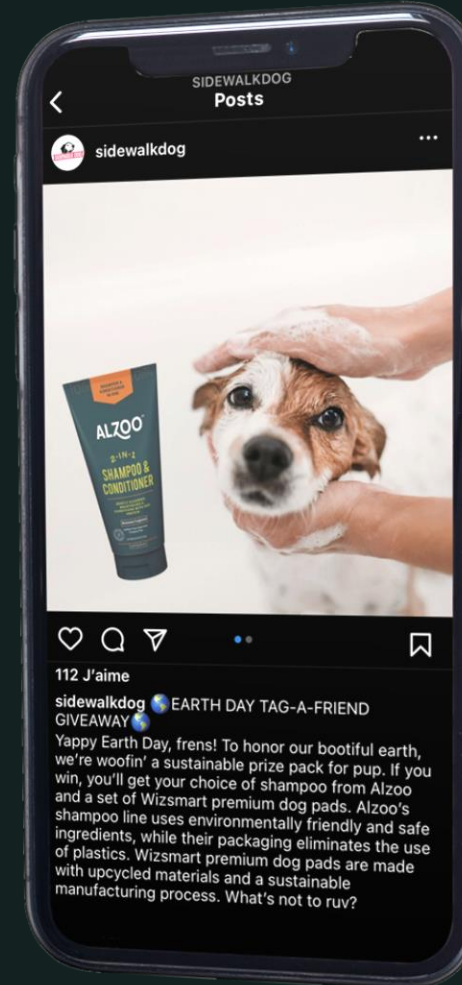 SIDEWALKDOG
Posts
sidewalkdog
ALZOO
2-IN-1
SHAMPOO &
CONDITIONER
112 J’aime
sidewalkdog 🌎EARTH DAY TAG-A-FRIEND
GIVEAWAY🌎
Yappy Earth Day, frens! To honor our bootiful earth,
we’re woofin’ a sustainable prize pack for pup. If you
win, you’ll get your choice of shampoo from Alzoo
and a set of Wizsmart premium dog pads. Alzoo’s
shampoo line uses environmentally friendly and safe
ingredients, while their packaging eliminates the use
of plastics. Wizsmart premium dog pads are made
with upcycled materials and a sustainable
manufacturing process. What’s not to ruv?